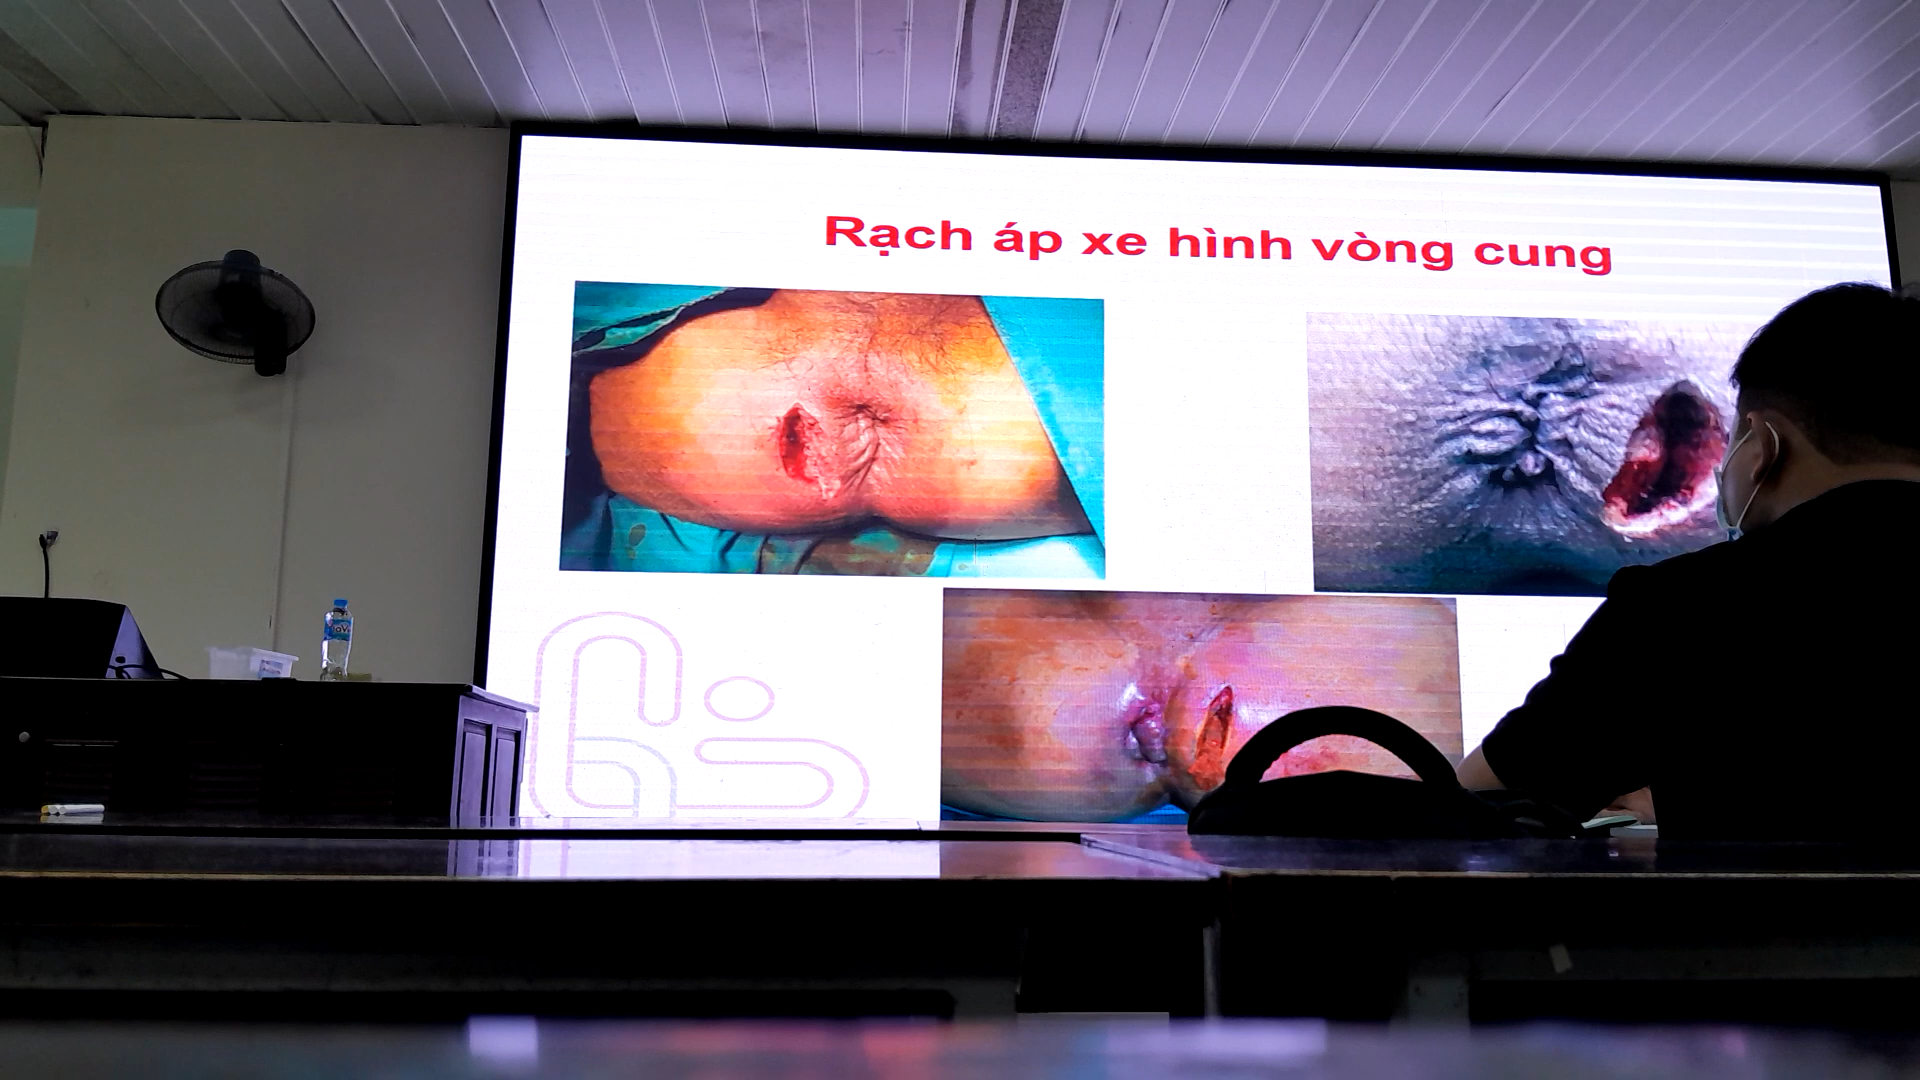 Rạch áp xe hình vòng cung